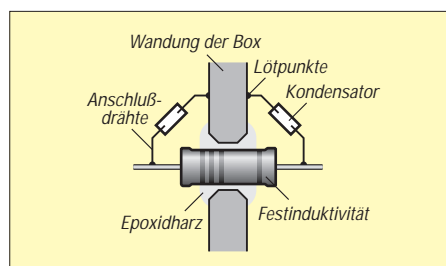 Wandung der Box
Lötpunkte
Kondensator
Anschluß-
drähte
Epoxidharz
Festinduktivität